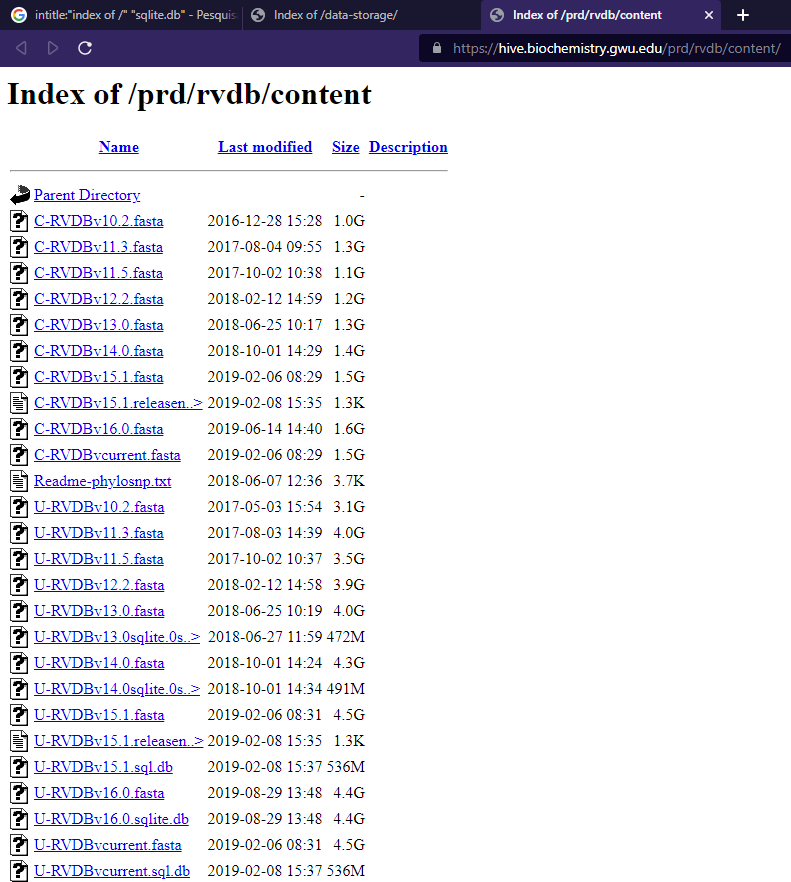 intitle:"index of /" "sqlite.db" - Pesquis
Index of /data-storage/
Index of /prd/rvdb/content
https://hive.biochemistry.gwu.edu/prd/rvdb/content/
Index of /prd/rvdb/content
Name Last modified Size Description
Parent Directory -
C-RVDBv10.2.fasta 2016-12-28 15:28 1.0G
C-RVDBv11.3.fasta 2017-08-04 09:55 1.3G
C-RVDBv11.5.fasta 2017-10-02 10:38 1.1G
C-RVDBv12.2.fasta 2018-02-12 14:59 1.2G
C-RVDBv13.0.fasta 2018-06-25 10:17 1.3G
C-RVDBv14.0.fasta 2018-10-01 14:29 1.4G
C-RVDBv15.1.fasta 2019-02-06 08:29 1.5G
C-RVDBv15.1.releasen..> 2019-02-08 15:35 1.3K
C-RVDBv16.0.fasta 2019-06-14 14:40 1.6G
C-RVDBvcurrent.fasta 2019-02-06 08:29 1.5G
Readme-phylosnp.txt 2018-06-07 12:36 3.7K
U-RVDBv10.2.fasta 2017-05-03 15:54 3.1G
U-RVDBv11.3.fasta 2017-08-03 14:39 4.0G
U-RVDBv11.5.fasta 2017-10-02 10:37 3.5G
U-RVDBv12.2.fasta 2018-02-12 14:58 3.9G
U-RVDBv13.0.fasta 2018-06-25 10:19 4.0G
U-RVDBv13.0sqlite.0s..> 2018-06-27 11:59 472M
U-RVDBv14.0.fasta 2018-10-01 14:24 4.3G
U-RVDBv14.0sqlite.0s..> 2018-10-01 14:34 491M
U-RVDBv15.1.fasta 2019-02-06 08:31 4.5G
U-RVDBv15.1.releasen..> 2019-02-08 15:35 1.3K
U-RVDBv15.1.sql.db 2019-02-08 15:37 536M
U-RVDBv16.0.fasta 2019-08-29 13:48 4.4G
U-RVDBv16.0.sqlite.db 2019-08-29 13:48 4.4G
U-RVDBvcurrent.fasta 2019-02-06 08:31 4.5G
U-RVDBvcurrent.sql.db 2019-02-08 15:37 536M